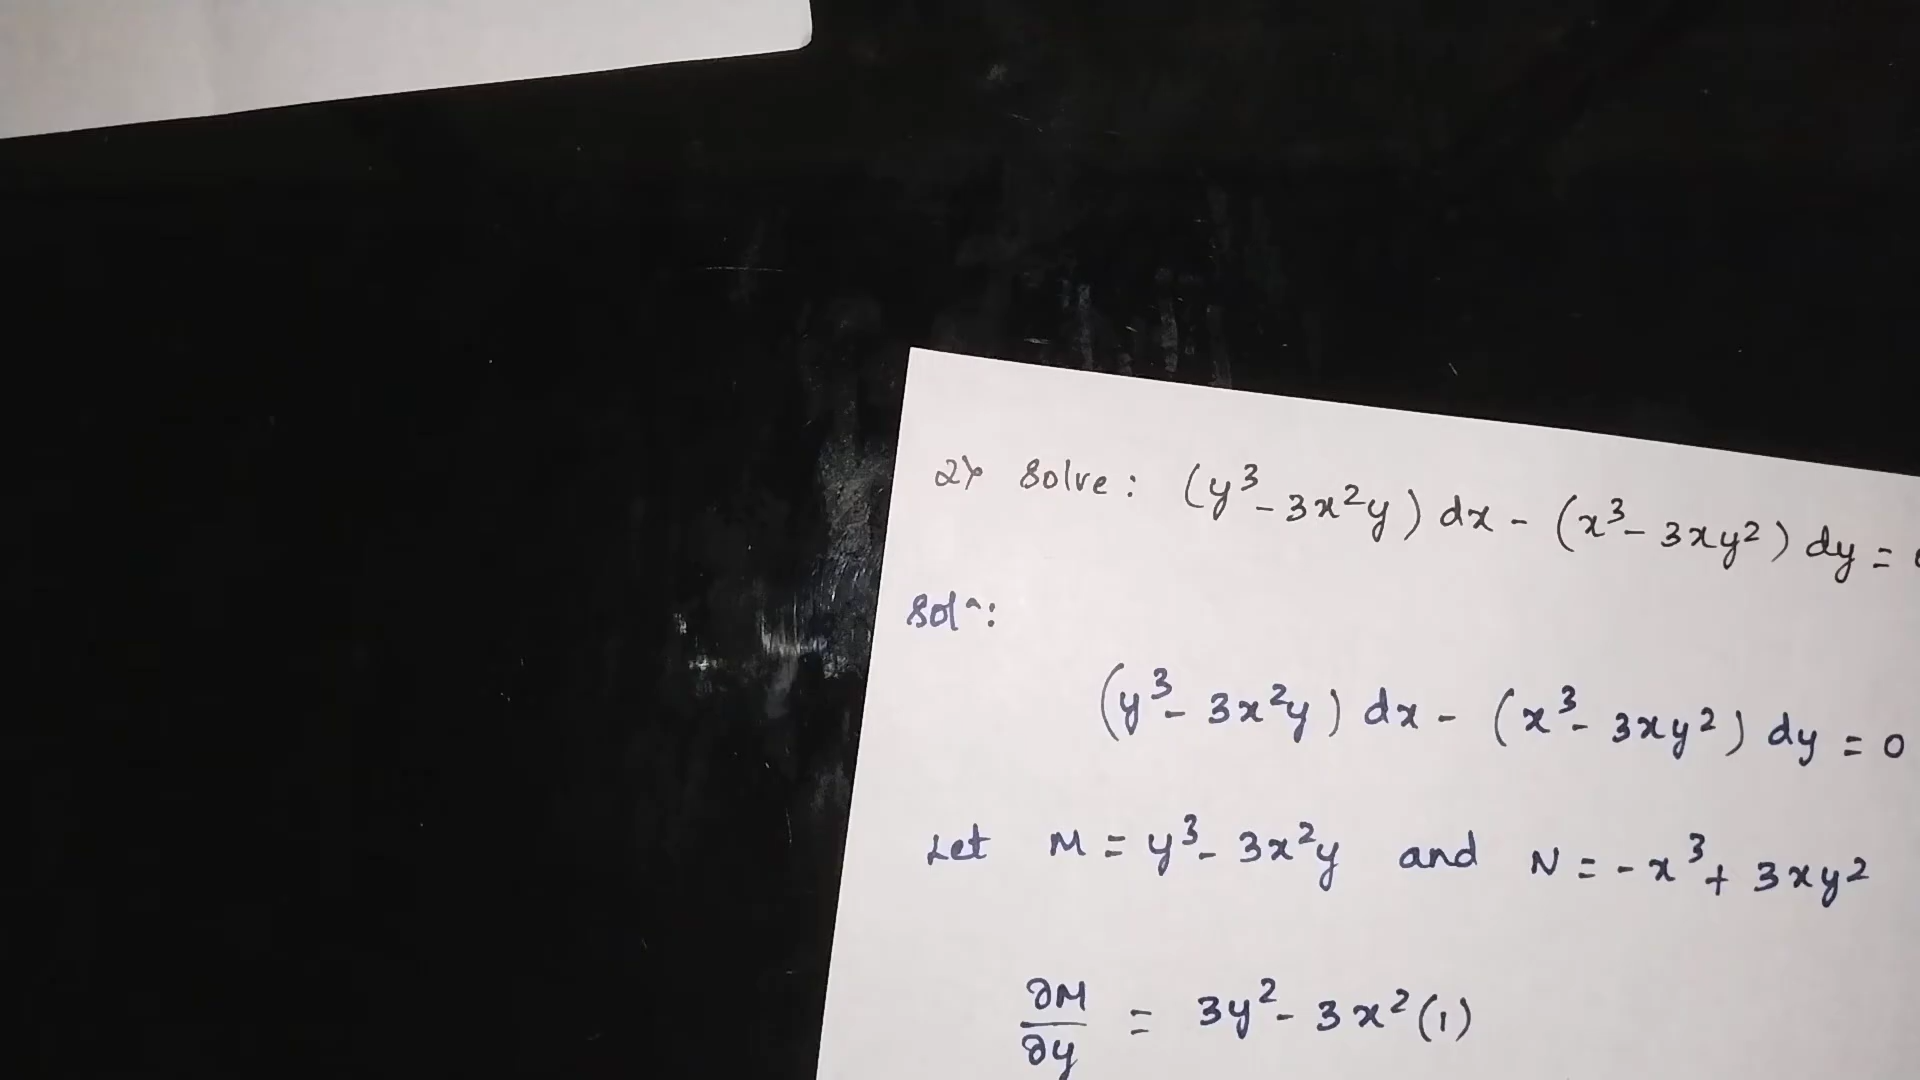 2) Solve: (y³ - 3x²y) dx - (x³ - 3xy²) dy =
Solⁿ:
(y³ - 3x²y) dx - (x³ - 3xy²) dy = 0
Let M = y³ - 3x²y and N = -x³ + 3xy²
∂M/∂y = 3y² - 3x²(1)